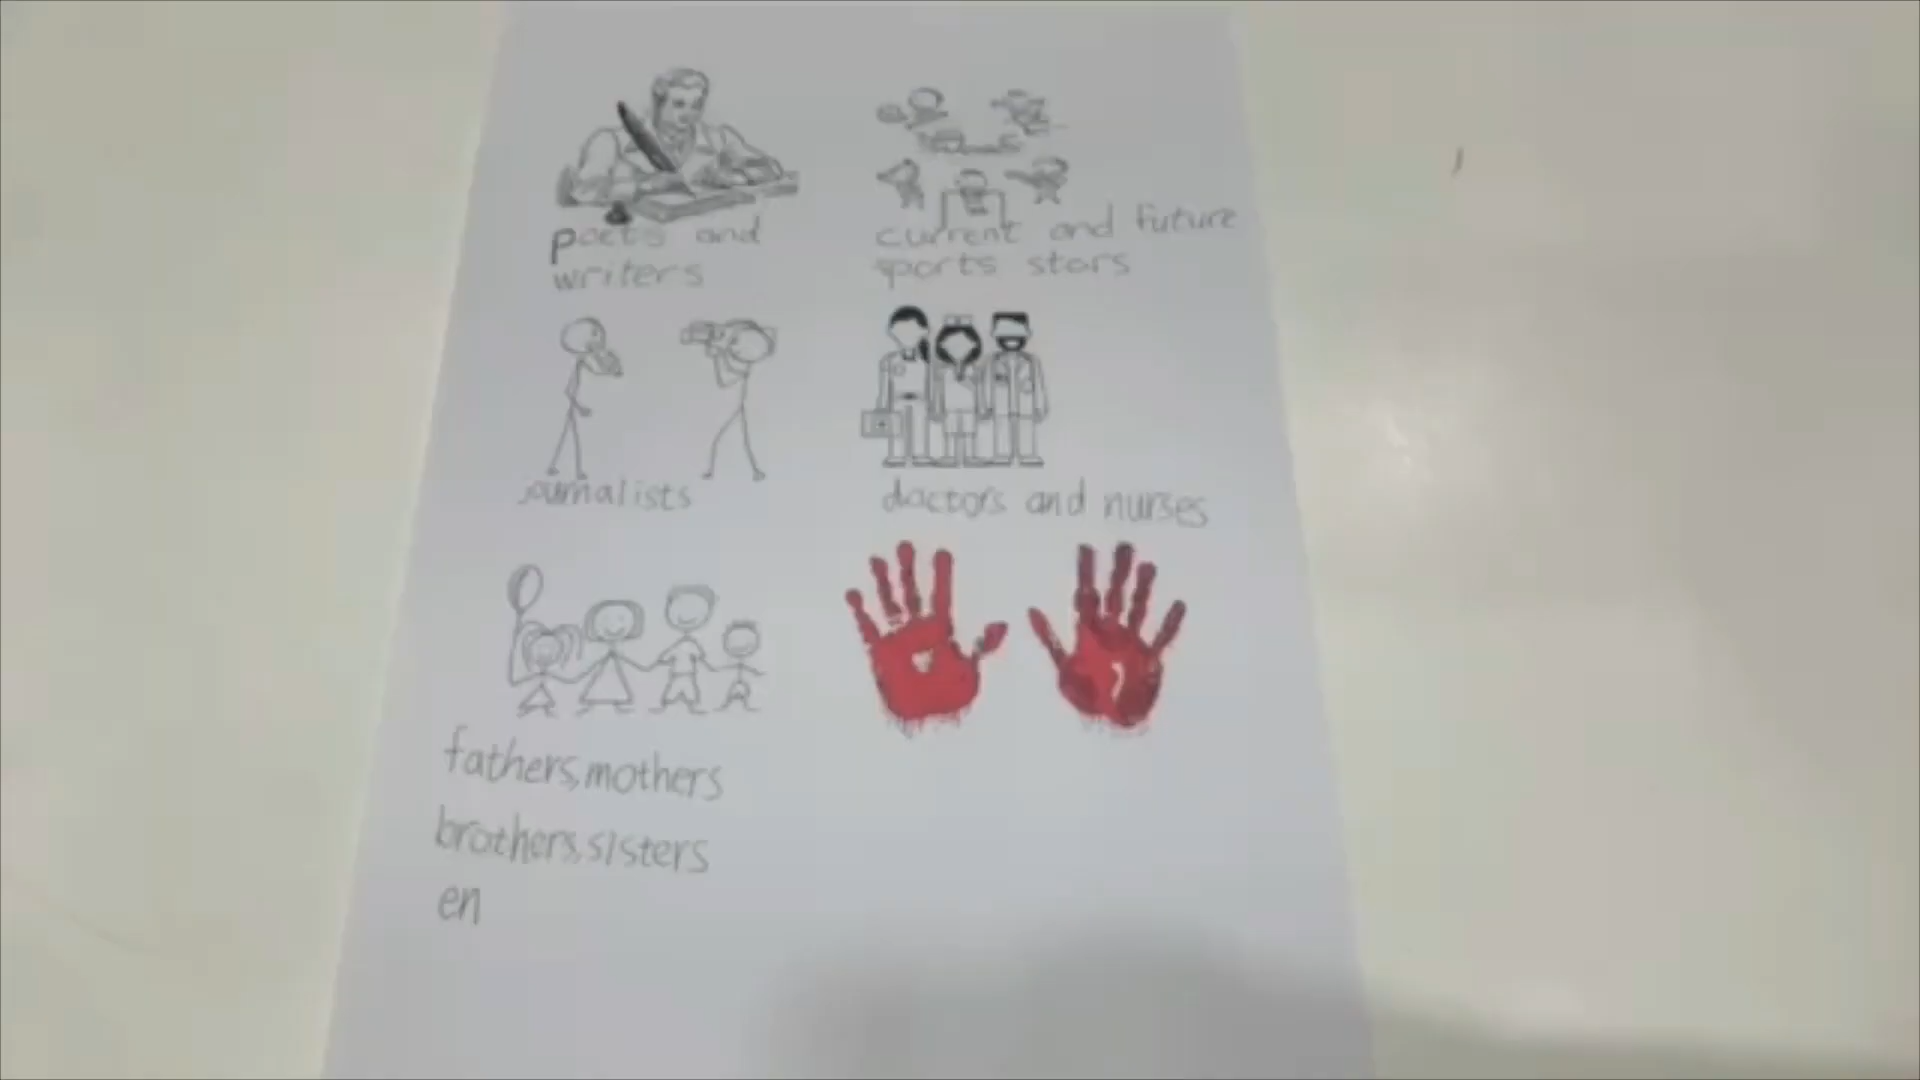 poets and
writers
current and future
sports stars
journalists
doctors and nurses
fathers, mothers
brothers, sisters
en